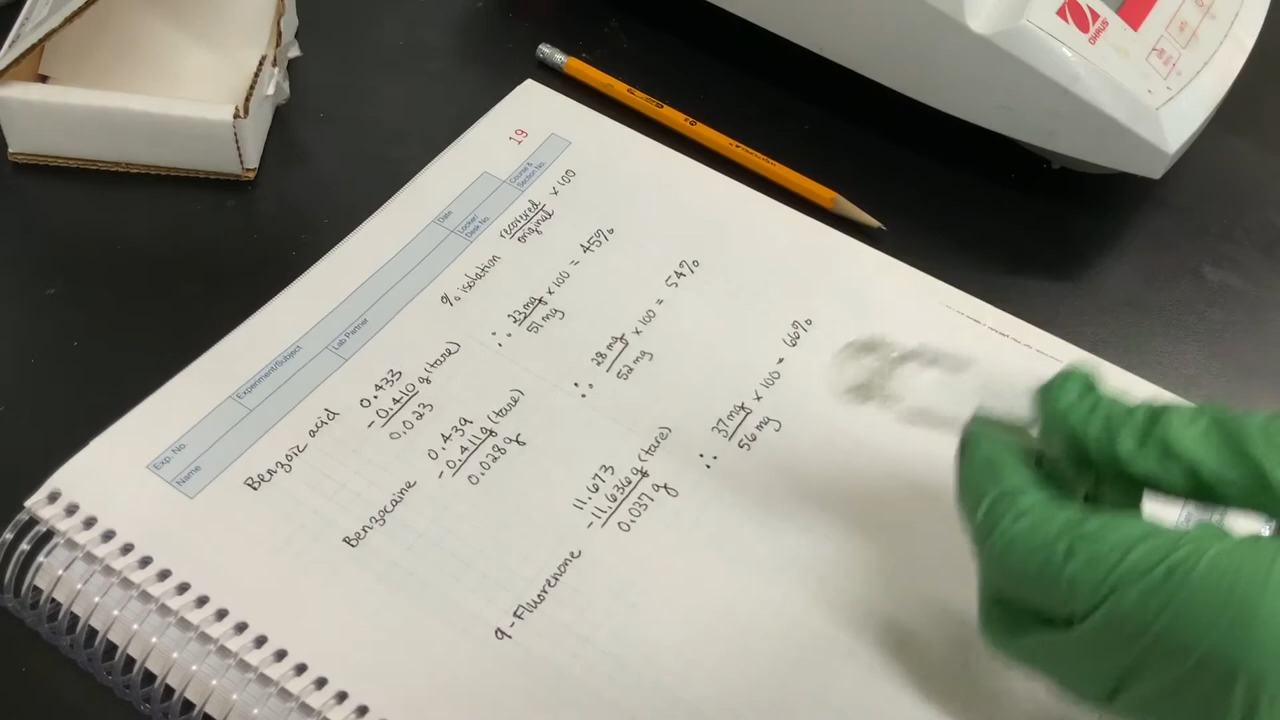 19
Exp. No.
Experiment/Subject
Date
Name
Lab Partner
Locker/
Desk No.
Course &
Section No.
% isolation recovered/original x 100
Benzoic acid
0.433
-0.410 g (tare)
0.023
∴ 23 mg/51 mg x 100 = 45%
Benzocaine
0.439
-0.411 g (tare)
0.028 g
∴ 28 mg/52 mg x 100 = 54%
9-Fluorenone
11.673
-11.636 g (tare)
0.037 g
∴ 37 mg/56 mg x 100 = 66%
OHAUS